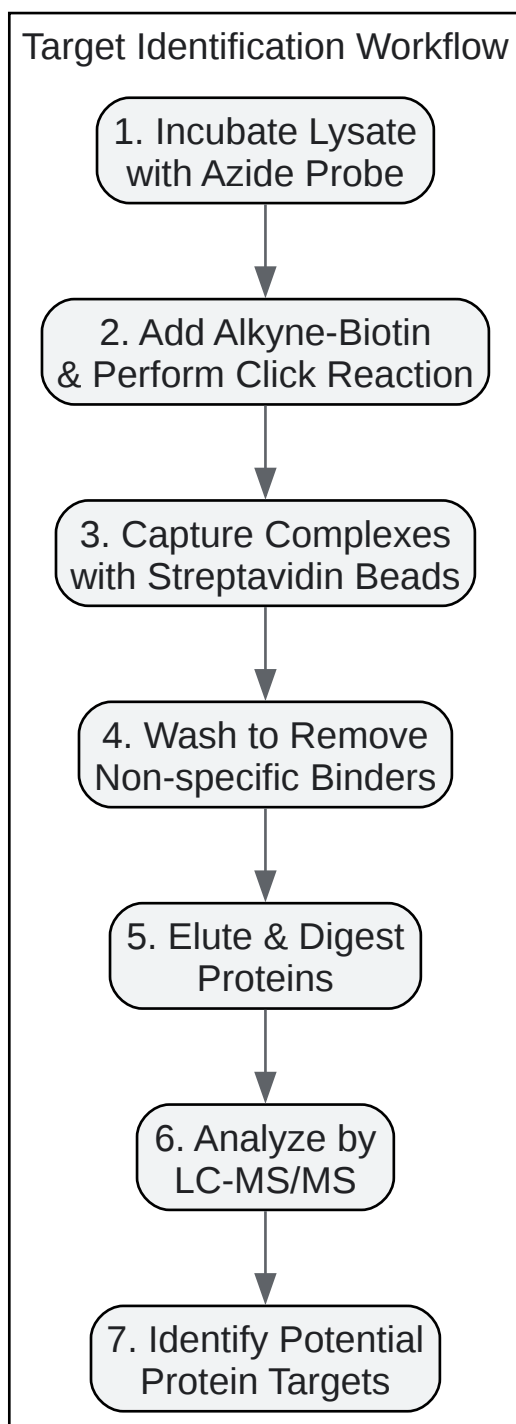 Target Identification Workflow
1. Incubate Lysate
with Azide Probe
2. Add Alkyne-Biotin
& Perform Click Reaction
3. Capture Complexes
with Streptavidin Beads
4. Wash to Remove
Non-specific Binders
5. Elute & Digest
Proteins
6. Analyze by
LC-MS/MS
7. Identify Potential
Protein Targets